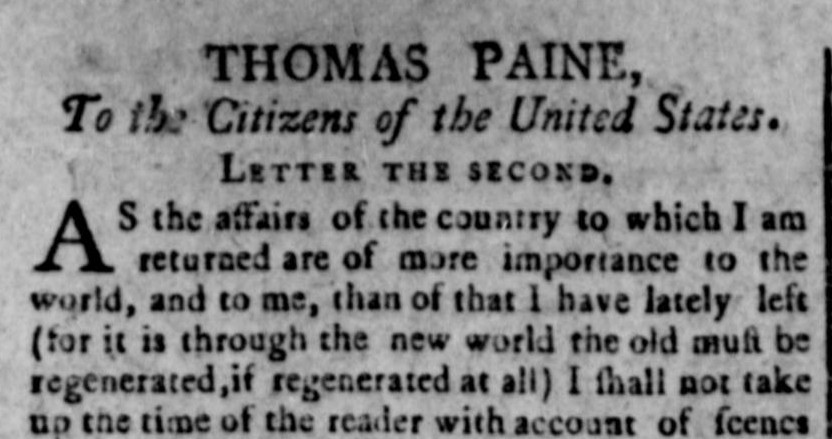 THOMAS PAINE,
To the Citizens of the United States.
LETTER THE SECOND.
AS the affairs of the country to which I am
returned are of more importance to the
world, and to me, than of that I have lately left
(for it is through the new world the old muſt be
regenerated, if regenerated at all) I ſhall not take
up the time of the reader with account of ſcenes